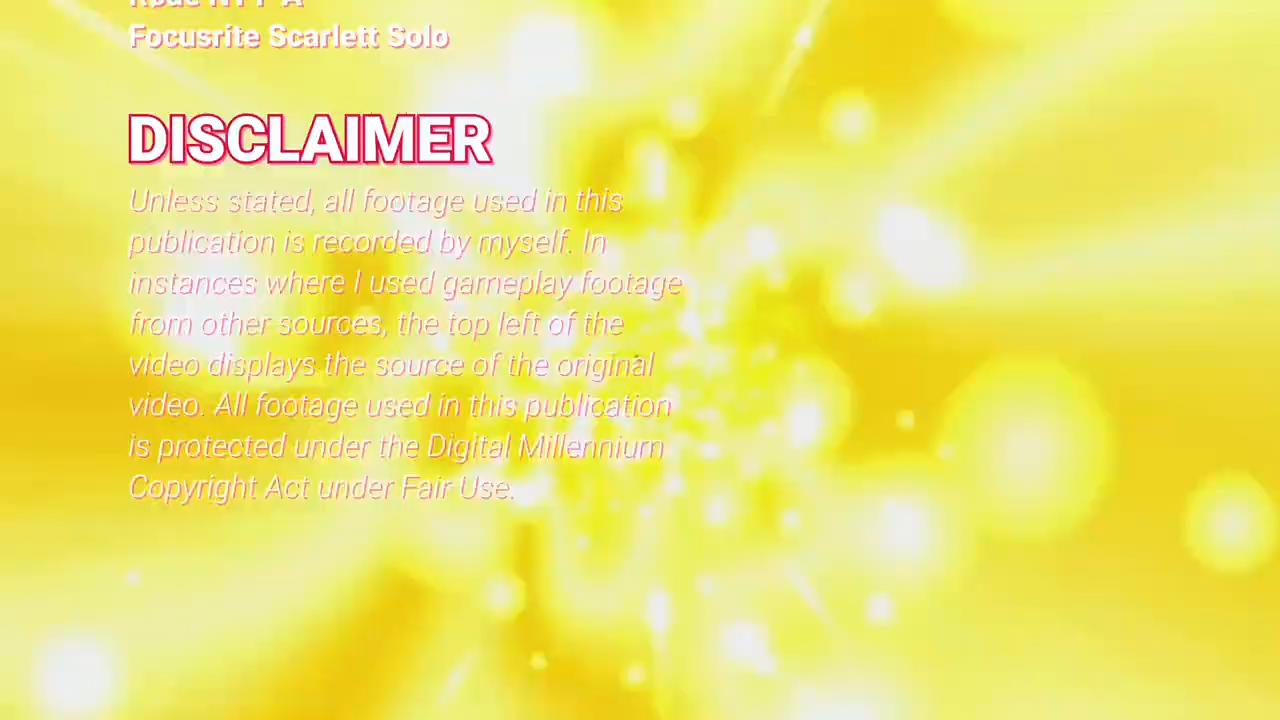 Focusrite Scarlett Solo
DISCLAIMER
Unless stated, all footage used in this
publication is recorded by myself. In
instances where I used gameplay footage
from other sources, the top left of the
video displays the source of the original
video. All footage used in this publication
is protected under the Digital Millennium
Copyright Act under Fair Use.